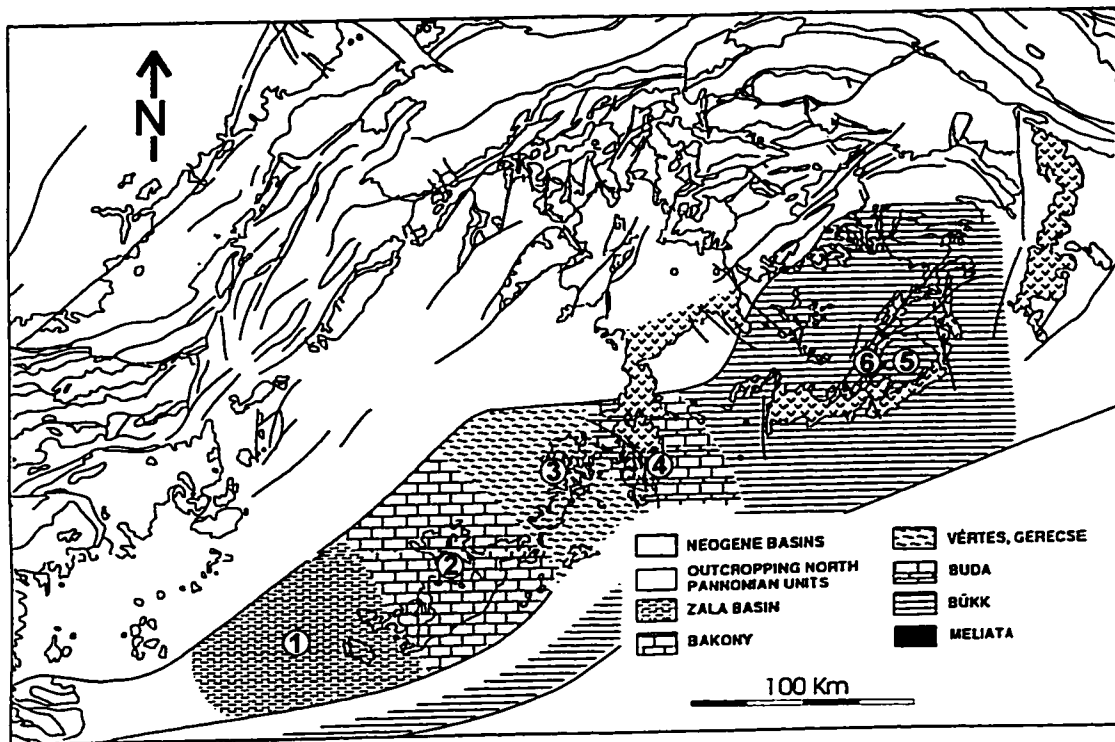 N
1
2
3
4
5
6
NEOGENE BASINS
OUTCROPPING NORTH
PANNONIAN UNITS
ZALA BASIN
BAKONY
VÉRTES, GERECSE
BUDA
BÜKK
MELIATA
100 Km